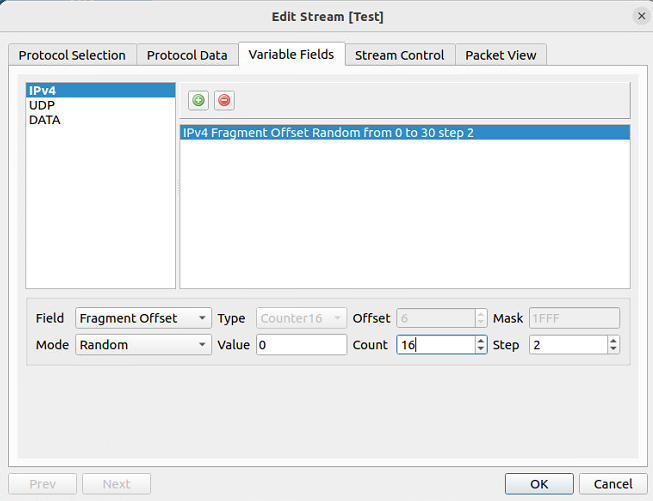 Edit Stream [Test]
Protocol Selection Protocol Data Variable Fields Stream Control Packet View
IPv4
UDP
DATA
IPv4 Fragment Offset Random from 0 to 30 step 2
Field Fragment Offset Type Counter16 Offset 6 Mask 1FFF
Mode Random Value 0 Count 16 Step 2
Prev Next OK Cancel